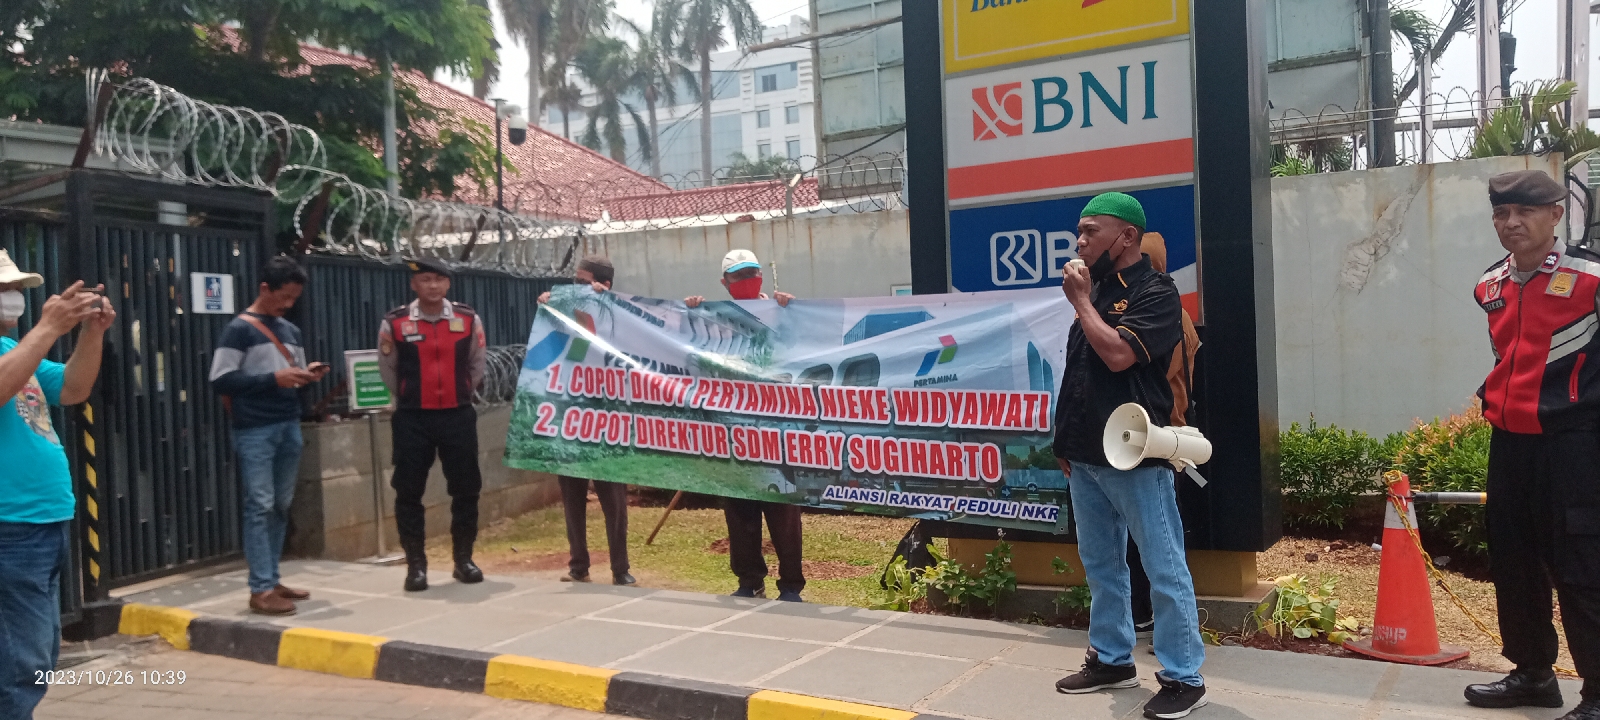 BNI
B
PERTAMINA
PERTAMINA
1. COPOT DIRUT PERTAMINA NIEKE WIDYAWATI
2. COPOT DIREKTUR SDM ERRY SUGIHARTO
ALIANSI RAKYAT PEDULI NKR
2023/10/26 10:39